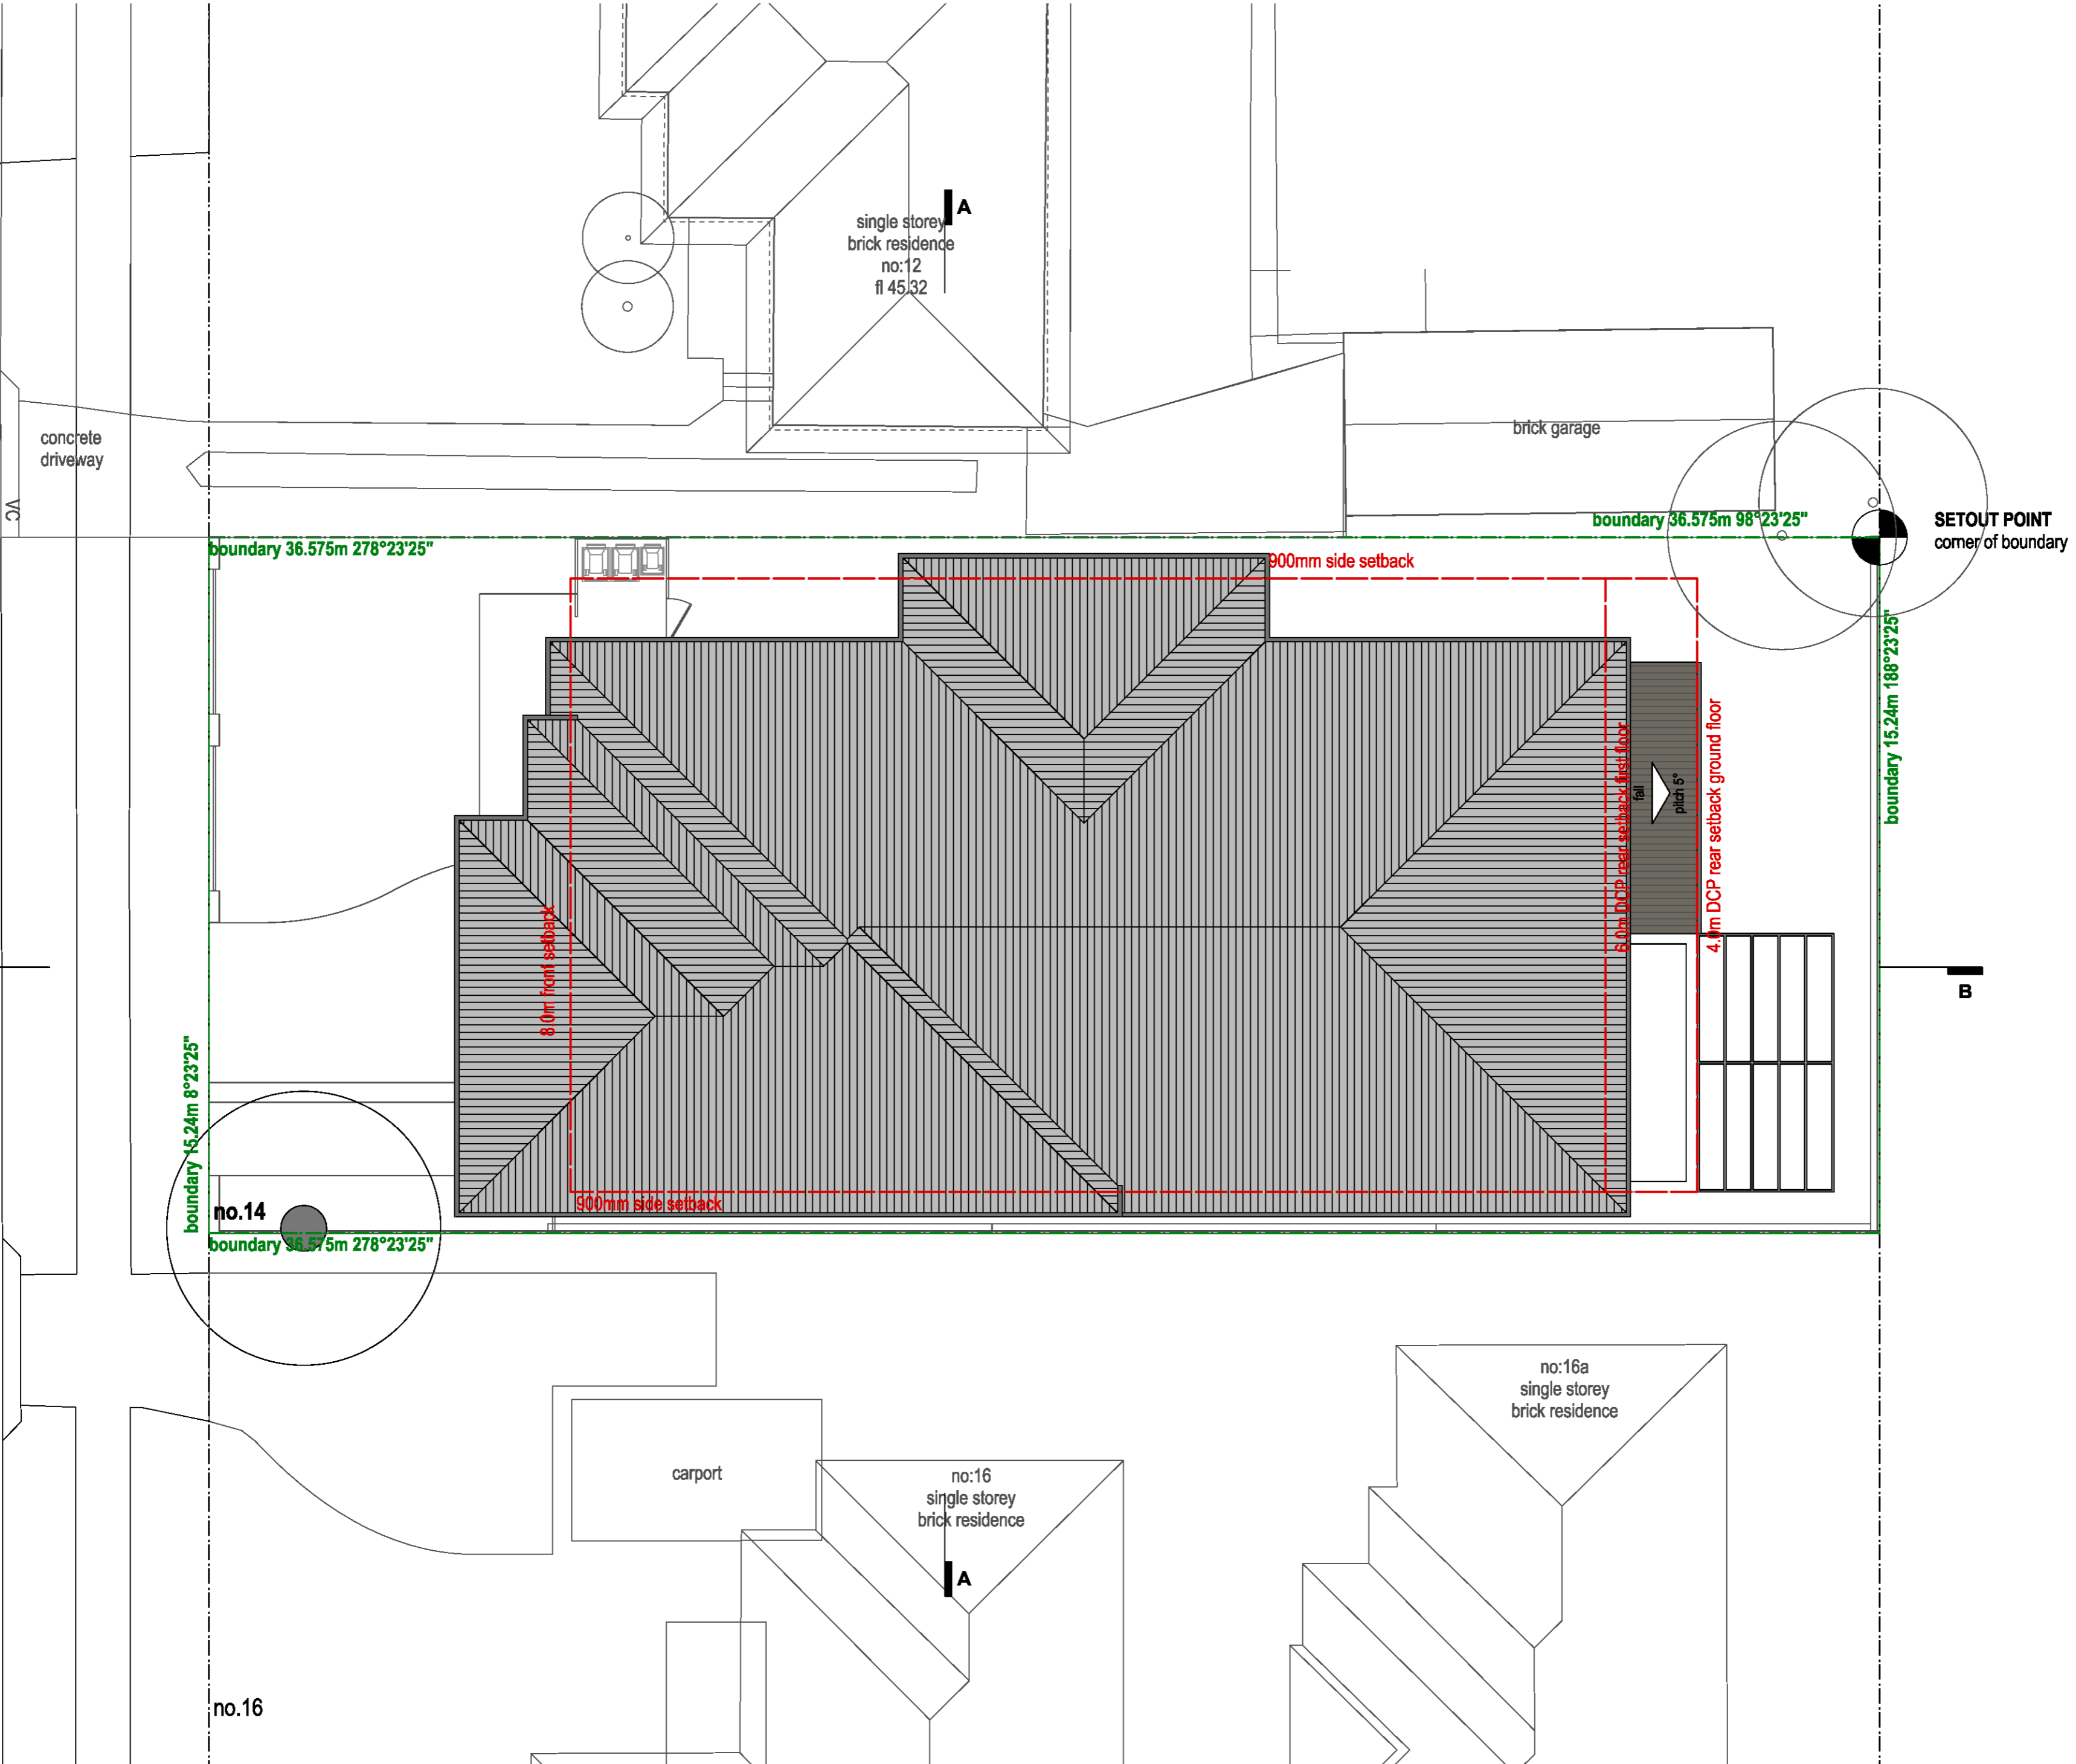 A
single storey
brick residence
no:12
fl 45.32
concrete
driveway
VC
brick garage
boundary 36.575m 98°23'25"
SETOUT POINT
corner of boundary
boundary 36.575m 278°23'25"
900mm side setback
boundary 15.24m 188°23'25"
6.0m DCP rear setback first floor
fall
pitch 5°
4.0m DCP rear setback ground floor
8.0m front setback
B
boundary 15.24m 8°23'25"
no.14
900mm side setback
boundary 36.575m 278°23'25"
no:16a
single storey
brick residence
carport
no:16
single storey
brick residence
A
no.16